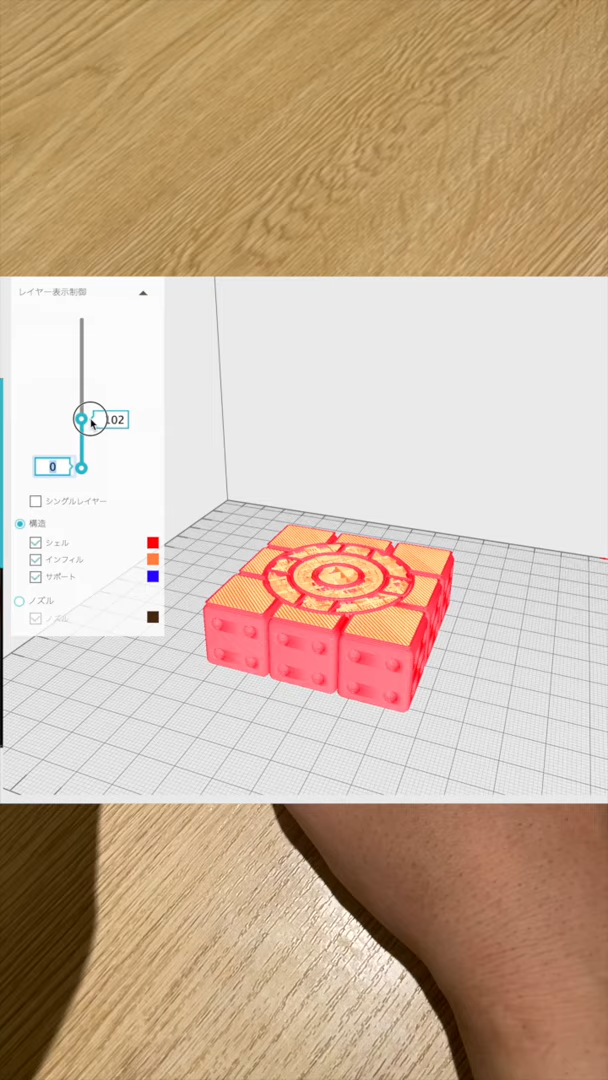 レイヤー表示制御
102
0
シングルレイヤー
構造
シェル
インフィル
サポート
ノズル
ノズル